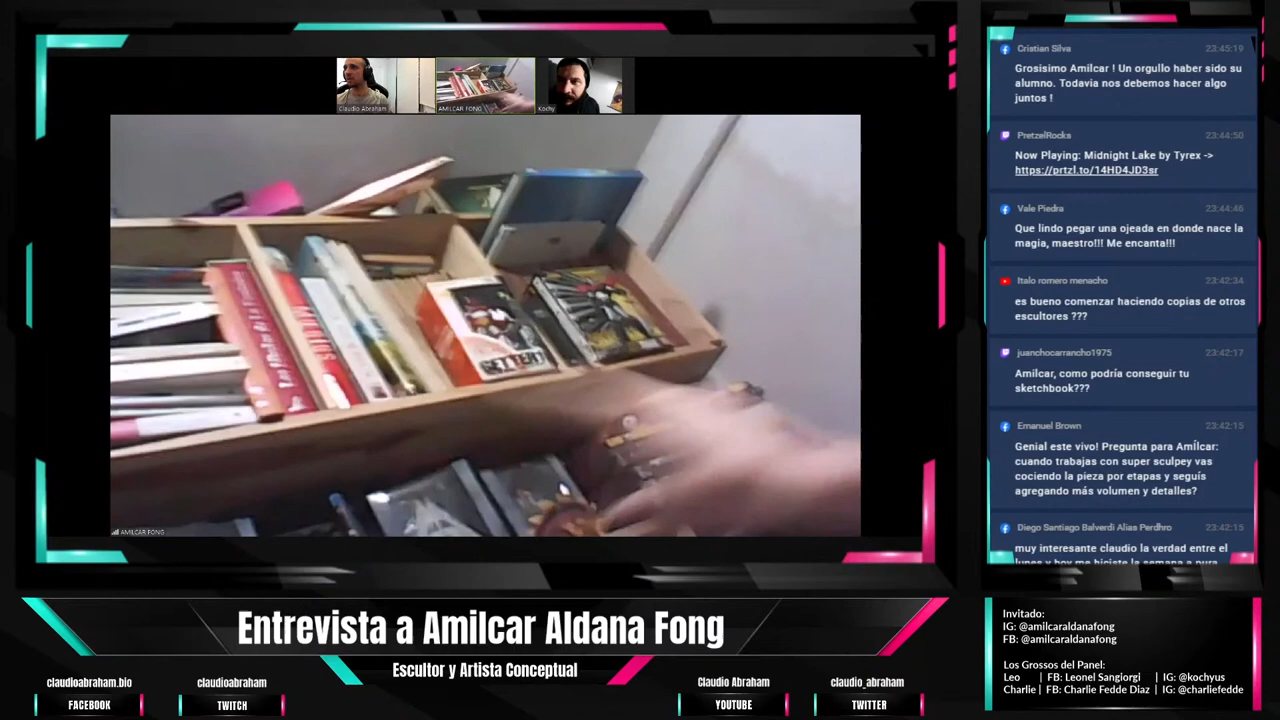 Claudio Abraham
AMILCAR FONG
Kochy
AMILCAR FONG
Cristian Silva
23:45:19
Grosisimo Amilcar ! Un orgullo haber sido su
alumno. Todavia nos debemos hacer algo
juntos !
PretzelRocks
23:44:50
Now Playing: Midnight Lake by Tyrex ->
https://prtzl.to/14HD4JD3sr
Vale Piedra
23:44:46
Que lindo pegar una ojeada en donde nace la
magia, maestro!!! Me encanta!!!
Italo romero menacho
23:42:34
es bueno comenzar haciendo copias de otros
escultores ???
juanchocarrancho1975
23:42:17
Amilcar, como podría conseguir tu
sketchbook???
Emanuel Brown
23:42:15
Genial este vivo! Pregunta para AmÍlcar:
cuando trabajas con super sculpey vas
cociendo la pieza por etapas y seguís
agregando más volumen y detalles?
Diego Santiago Balverdi Alias Perdhro
23:42:15
muy interesante claudio la verdad entre el
lunes y hoy me hiciste la semana a pura
Entrevista a Amilcar Aldana Fong
Escultor y Artista Conceptual
claudioabraham.bio
FACEBOOK
claudioabraham
TWITCH
Claudio Abraham
YOUTUBE
claudio_abraham
TWITTER
Invitado:
IG: @amilcaraldanafong
FB: @amilcaraldanafong
Los Grossos del Panel:
Leo | FB: Leonel Sangiorgi | IG: @kochyus
Charlie | FB: Charlie Fedde Diaz | IG: @charliefedde